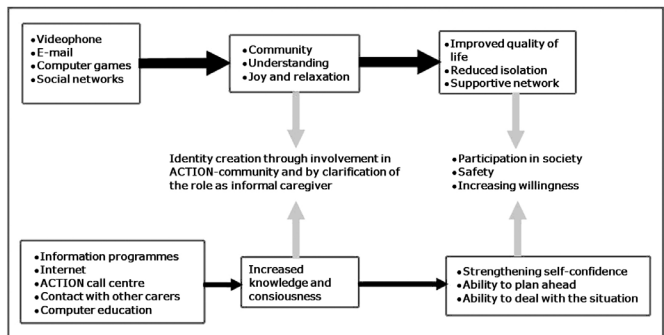 •Videophone
•E-mail
•Computer games
•Social networks
•Community
•Understanding
•Joy and relaxation
•Improved quality of
life
•Reduced isolation
•Supportive network
Identity creation through involvement in
ACTION-community and by clarification of
the role as informal caregiver
•Participation in society
•Safety
•Increasing willingness
•Information programmes
•Internet
•ACTION call centre
•Contact with other carers
•Computer education
Increased
knowledge and
consiousness
•Strengthening self-confidence
•Ability to plan ahead
•Ability to deal with the situation